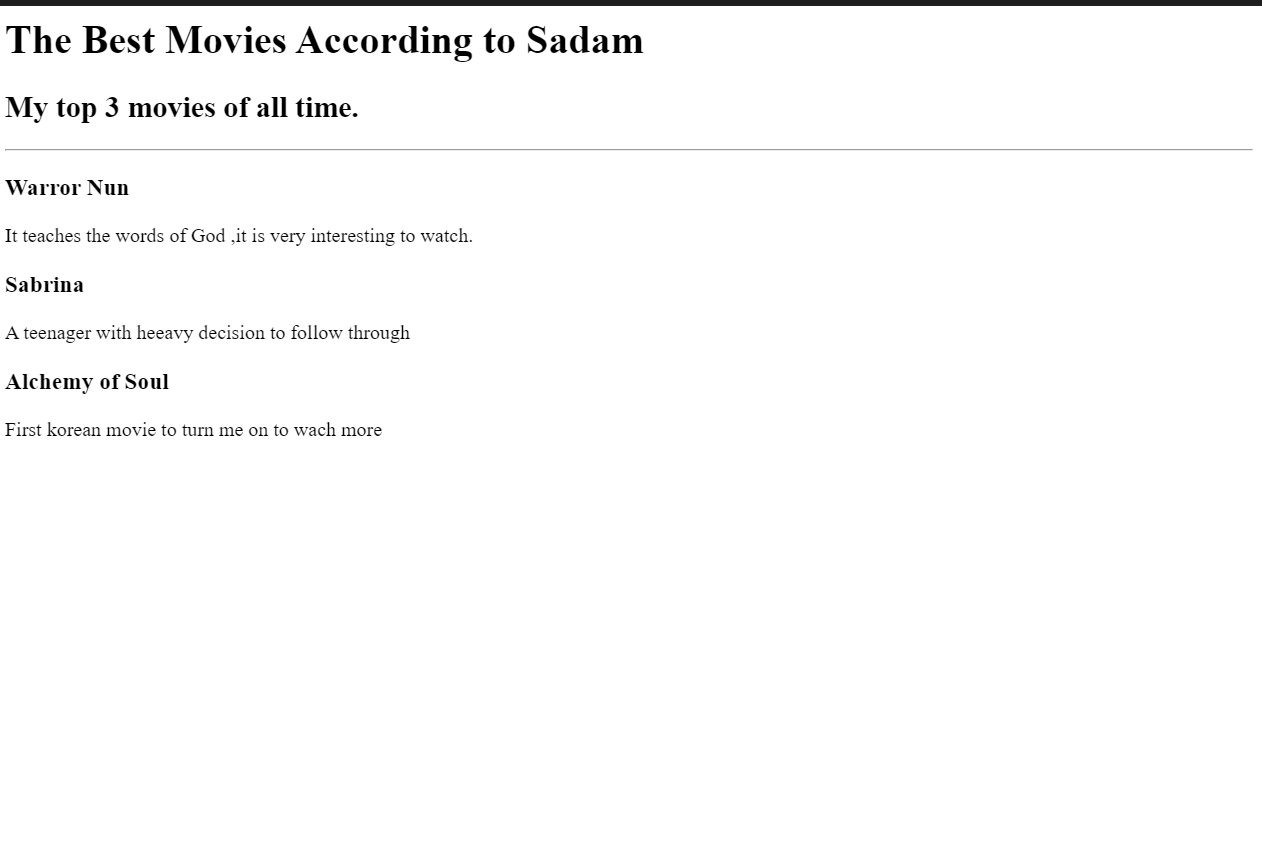 The Best Movies According to Sadam
My top 3 movies of all time.
Warror Nun
It teaches the words of God ,it is very interesting to watch.
Sabrina
A teenager with heeavy decision to follow through
Alchemy of Soul
First korean movie to turn me on to wach more